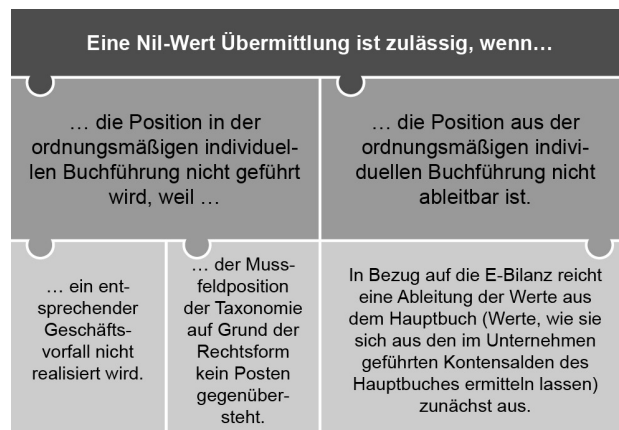 Eine Nil-Wert Übermittlung ist zulässig, wenn…
… die Position in der
ordnungsmäßigen individuel-
len Buchführung nicht geführt
wird, weil …
… die Position aus der
ordnungsmäßigen indivi-
duellen Buchführung nicht
ableitbar ist.
… ein ent-
sprechender
Geschäfts-
vorfall nicht
realisiert wird.
… der Muss-
feldposition
der Taxonomie
auf Grund der
Rechtsform
kein Posten
gegenüber-
steht.
In Bezug auf die E-Bilanz reicht
eine Ableitung der Werte aus
dem Hauptbuch (Werte, wie sie
sich aus den im Unternehmen
geführten Kontensalden des
Hauptbuches ermitteln lassen)
zunächst aus.